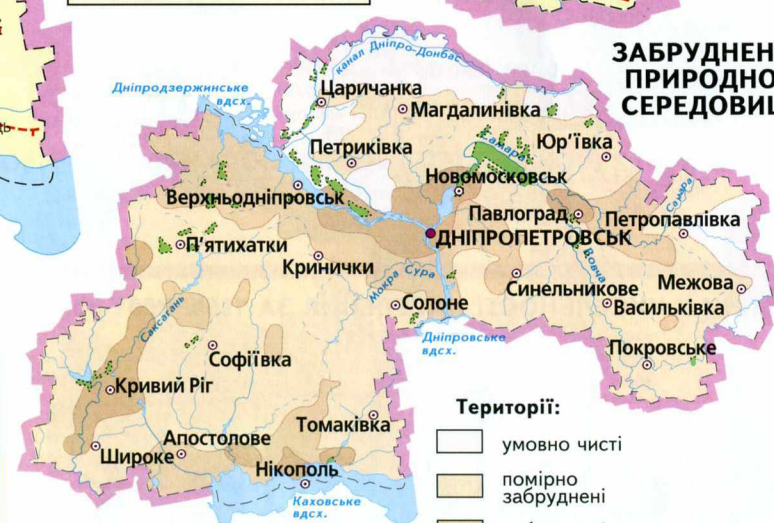 ЗАБРУДНЕН
ПРИРОДНО
СЕРЕДОВИЩ
канал Дніпро-Донбас
Дніпродзержинське
вдсх.
Царичанка
Магдалинівка
Самара
Юр'ївка
Петриківка
Новомосковськ
Самара
Верхньодніпровськ
Павлоград
Петропавлівка
ДНІПРОПЕТРОВСЬК
П'ятихатки
Кринички
Вовча
Мокра Сура
Синельникове
Межова
Солоне
Васильківка
Саксагань
Дніпровське
вдсх.
Покровське
Софіївка
Кривий Ріг
Території:
Томаківка
Апостолове
умовно чисті
Широке
Нікополь
помірно
забруднені
Каховське
вдсх.